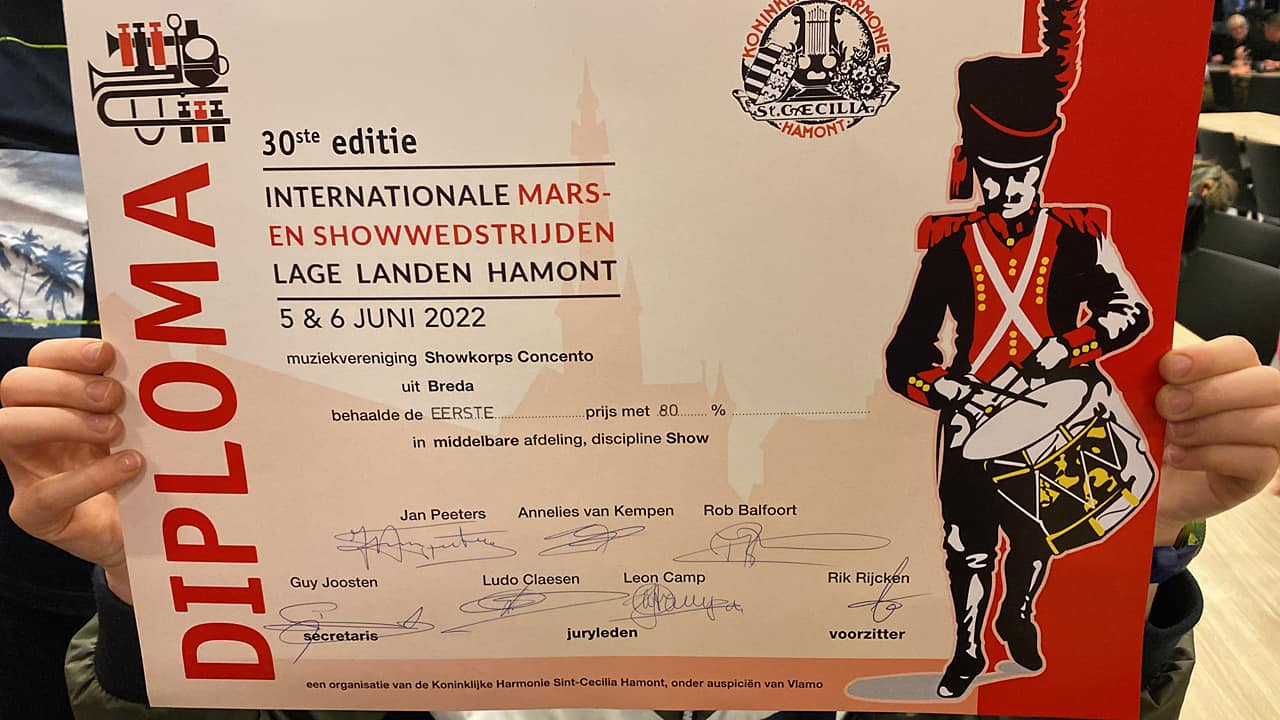 DIPLOMA
KONINKLIJKE HARMONIE
St. CÆCILIA
HAMONT
30ste editie
INTERNATIONALE MARS-
EN SHOWWEDSTRIJDEN
LAGE LANDEN HAMONT
5 & 6 JUNI 2022
muziekvereniging Showkorps Concento
uit Breda
behaalde de EERSTE prijs met 80 %
in middelbare afdeling, discipline Show
Jan Peeters Annelies van Kempen Rob Balfoort
Guy Joosten Ludo Claesen Leon Camp Rik Rijcken
secretaris juryleden voorzitter
een organisatie van de Koninklijke Harmonie Sint-Cecilia Hamont, onder auspiciën van Vlamo